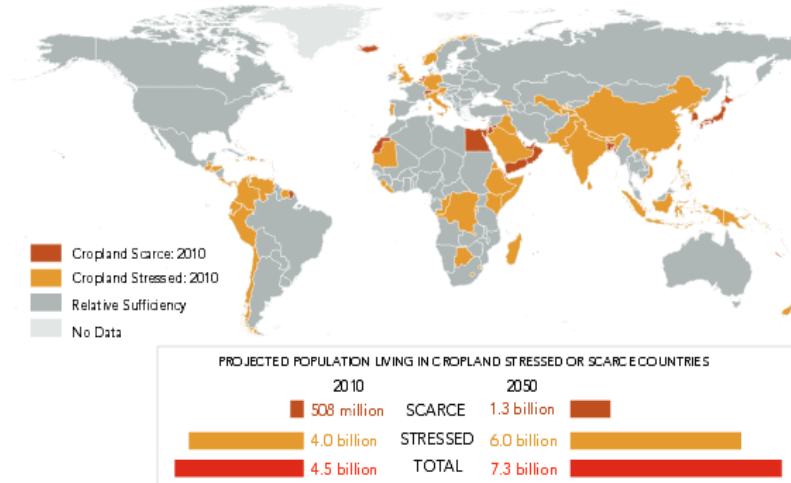 Cropland Scarce: 2010
Cropland Stressed: 2010
Relative Sufficiency
No Data
PROJECTED POPULATION LIVING IN CROPLAND STRESSED OR SCARCE COUNTRIES
2010 2050
508 million SCARCE 1.3 billion
4.0 billion STRESSED 6.0 billion
4.5 billion TOTAL 7.3 billion